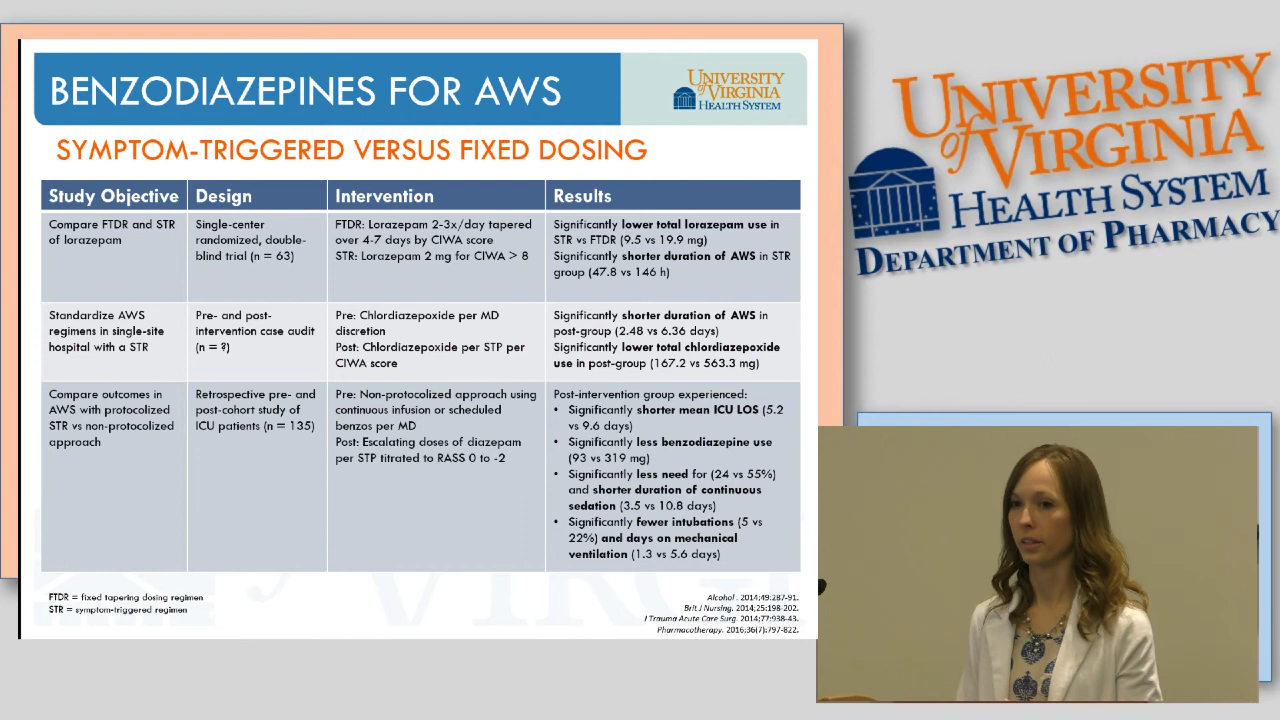 BENZODIAZEPINES FOR AWS
UNIVERSITY
of VIRGINIA
HEALTH SYSTEM
SYMPTOM-TRIGGERED VERSUS FIXED DOSING
Study Objective Design Intervention Results
Compare FTDR and STR
of lorazepam
Single-center
randomized, double-
blind trial (n = 63)
FTDR: Lorazepam 2-3x/day tapered
over 4-7 days by CIWA score
STR: Lorazepam 2 mg for CIWA > 8
Significantly lower total lorazepam use in
STR vs FTDR (9.5 vs 19.9 mg)
Significantly shorter duration of AWS in STR
group (47.8 vs 146 h)
Standardize AWS
regimens in single-site
hospital with a STR
Pre- and post-
intervention case audit
(n = ?)
Pre: Chlordiazepoxide per MD
discretion
Post: Chlordiazepoxide per STP per
CIWA score
Significantly shorter duration of AWS in
post-group (2.48 vs 6.36 days)
Significantly lower total chlordiazepoxide
use in post-group (167.2 vs 563.3 mg)
Compare outcomes in
AWS with protocolized
STR vs non-protocolized
approach
Retrospective pre- and
post-cohort study of
ICU patients (n = 135)
Pre: Non-protocolized approach using
continuous infusion or scheduled
benzos per MD
Post: Escalating doses of diazepam
per STP titrated to RASS 0 to -2
Post-intervention group experienced:
• Significantly shorter mean ICU LOS (5.2
vs 9.6 days)
• Significantly less benzodiazepine use
(93 vs 319 mg)
• Significantly less need for (24 vs 55%)
and shorter duration of continuous
sedation (3.5 vs 10.8 days)
• Significantly fewer intubations (5 vs
22%) and days on mechanical
ventilation (1.3 vs 5.6 days)
FTDR = fixed tapering dosing regimen
STR = symptom-triggered regimen
Alcohol . 2014;49:287-91.
Brit J Nursing. 2014;25:198-202.
J Trauma Acute Care Surg. 2014;77:938-43.
Pharmacotherapy. 2016;36(7):797-822.
UNIVERSITY
of VIRGINIA
HEALTH SYSTEM
DEPARTMENT OF PHARMACY